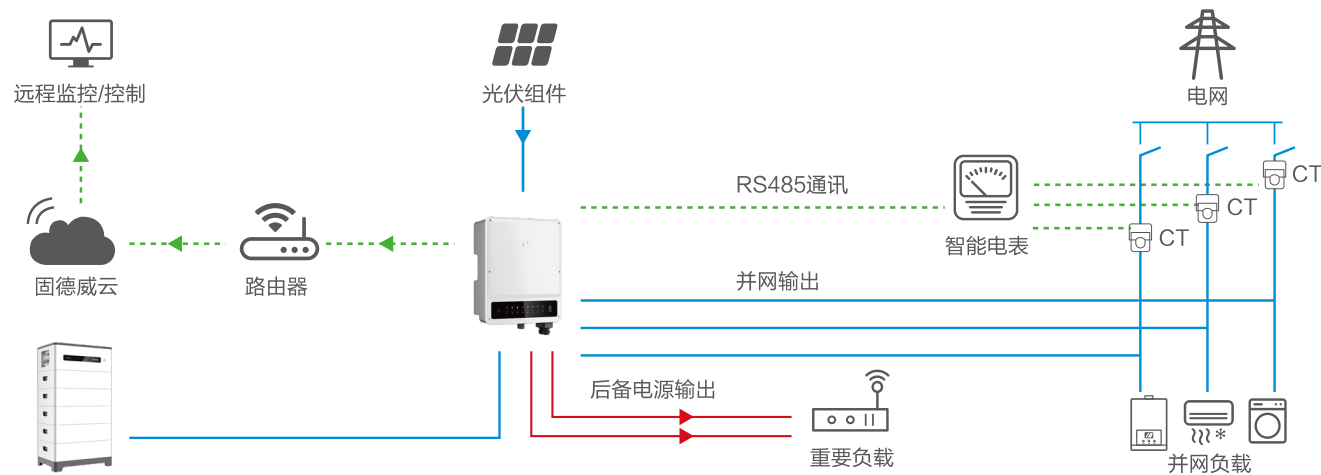 远程监控/控制
光伏组件
电网
CT
RS485通讯
CT
CT
智能电表
固德威云
路由器
并网输出
后备电源输出
重要负载
并网负载